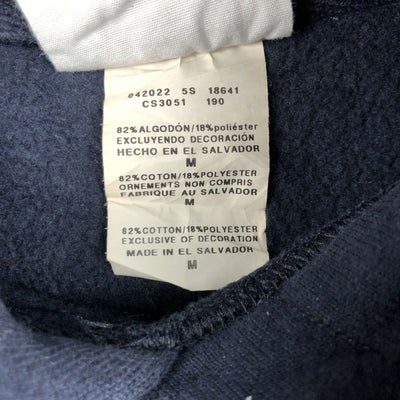 842022 5S 18641
CS3051 190
82%ALGODÓN/18%poliéster
EXCLUYENDO DECORACIÓN
HECHO EN EL SALVADOR
M
82%COTON/18%POLYESTER
ORNEMENTS NON COMPRIS
FABRIQUE AU SALVADOR
M
82%COTTON/18%POLYESTER
EXCLUSIVE OF DECORATION
MADE IN EL SALVADOR
M